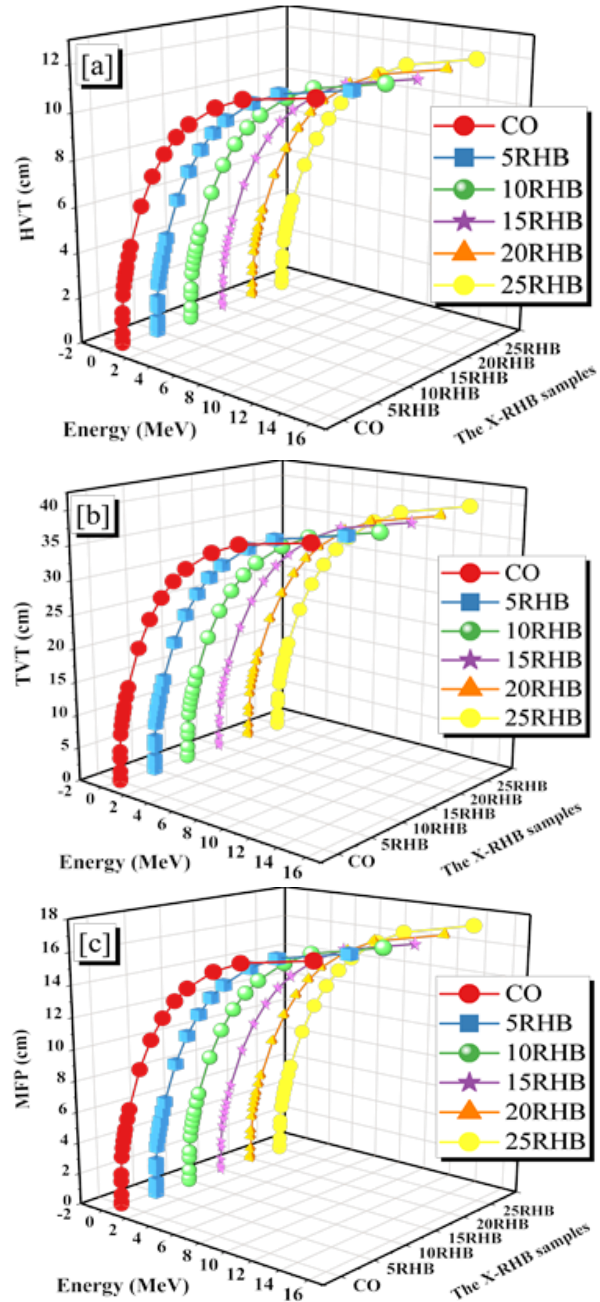 [a]
HVT (cm)
12
10
8
6
4
2
0
-2
0
2
4
6
8
10
12
14
16
Energy (MeV)
CO
5RHB
10RHB
15RHB
20RHB
25RHB
The X-RHB samples
CO
5RHB
10RHB
15RHB
20RHB
25RHB
[b]
TVT (cm)
40
35
30
25
20
15
10
5
0
-2
0
2
4
6
8
10
12
14
16
Energy (MeV)
CO
5RHB
10RHB
15RHB
20RHB
25RHB
The X-RHB samples
CO
5RHB
10RHB
15RHB
20RHB
25RHB
[c]
MFP (cm)
18
16
14
12
10
8
6
4
2
0
-2
0
2
4
6
8
10
12
14
16
Energy (MeV)
CO
5RHB
10RHB
15RHB
20RHB
25RHB
The X-RHB samples
CO
5RHB
10RHB
15RHB
20RHB
25RHB